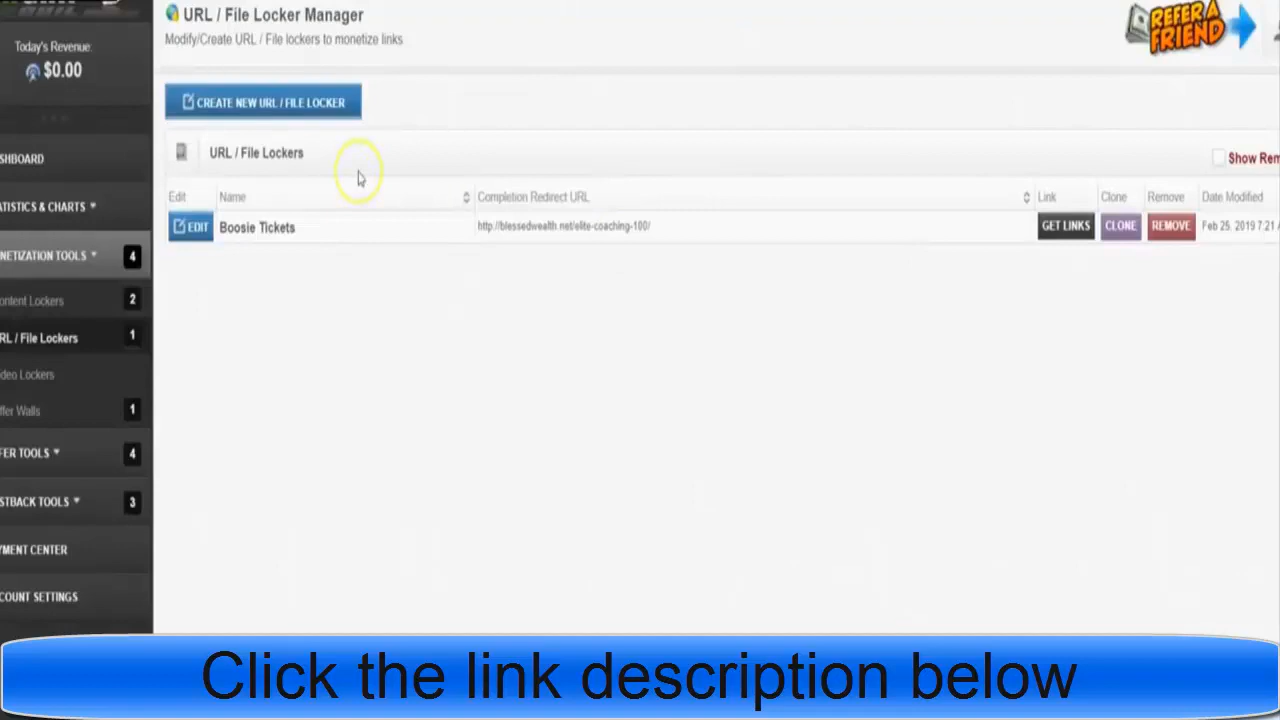 URL / File Locker Manager
Modify/Create URL / File lockers to monetize links
REFER A
FRIEND
Today's Revenue:
$0.00
CREATE NEW URL / FILE LOCKER
URL / File Lockers
Show Rem
Edit Name Completion Redirect URL Link Clone Remove Date Modified
EDIT Boosie Tickets http://blessedwealth.net/elite-coaching-100/ GET LINKS CLONE REMOVE Feb 25, 2019 7:21 A
SHBOARD
ATISTICS & CHARTS
NETIZATION TOOLS 4
ontent Lockers 2
RL / File Lockers 1
deo Lockers
ffer Walls 1
FER TOOLS 4
STBACK TOOLS 3
YMENT CENTER
COUNT SETTINGS
Click the link description below